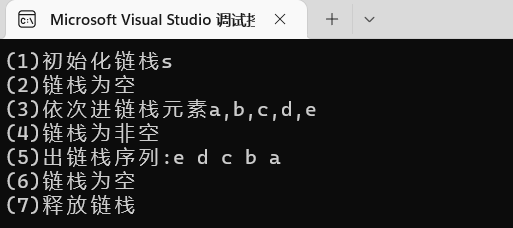 Microsoft Visual Studio 调试控
(1)初始化链栈s
(2)链栈为空
(3)依次进链栈元素a,b,c,d,e
(4)链栈为非空
(5)出链栈序列:e d c b a
(6)链栈为空
(7)释放链栈